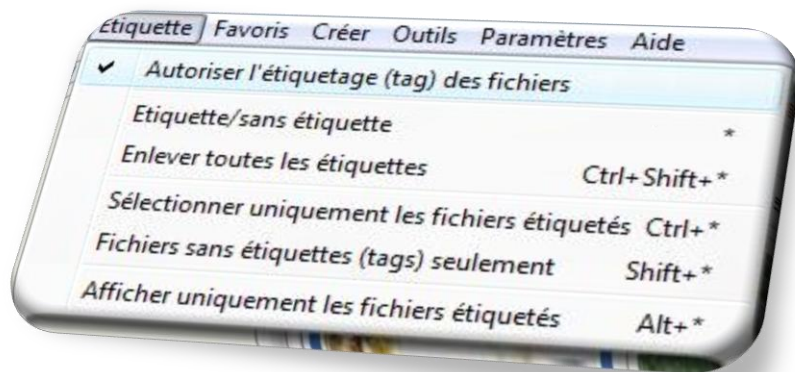 Etiquette Favoris Créer Outils Paramètres Aide
Autoriser l'étiquetage (tag) des fichiers
Etiquette/sans étiquette *
Enlever toutes les étiquettes Ctrl+Shift+*
Sélectionner uniquement les fichiers étiquetés Ctrl+*
Fichiers sans étiquettes (tags) seulement Shift+*
Afficher uniquement les fichiers étiquetés Alt+*